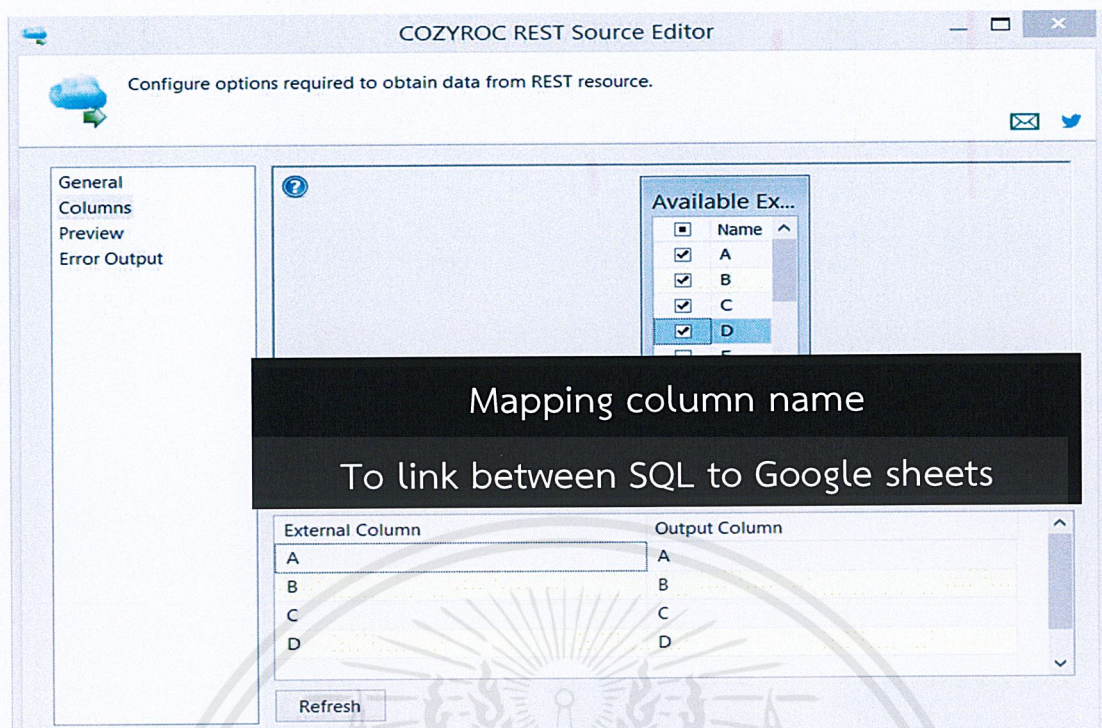 COZYROC REST Source Editor
Configure options required to obtain data from REST resource.
General
Columns
Preview
Error Output
Available Ex...
Name
A
B
C
D
Mapping column name
To link between SQL to Google sheets
External Column Output Column
A A
B B
C C
D D
Refresh